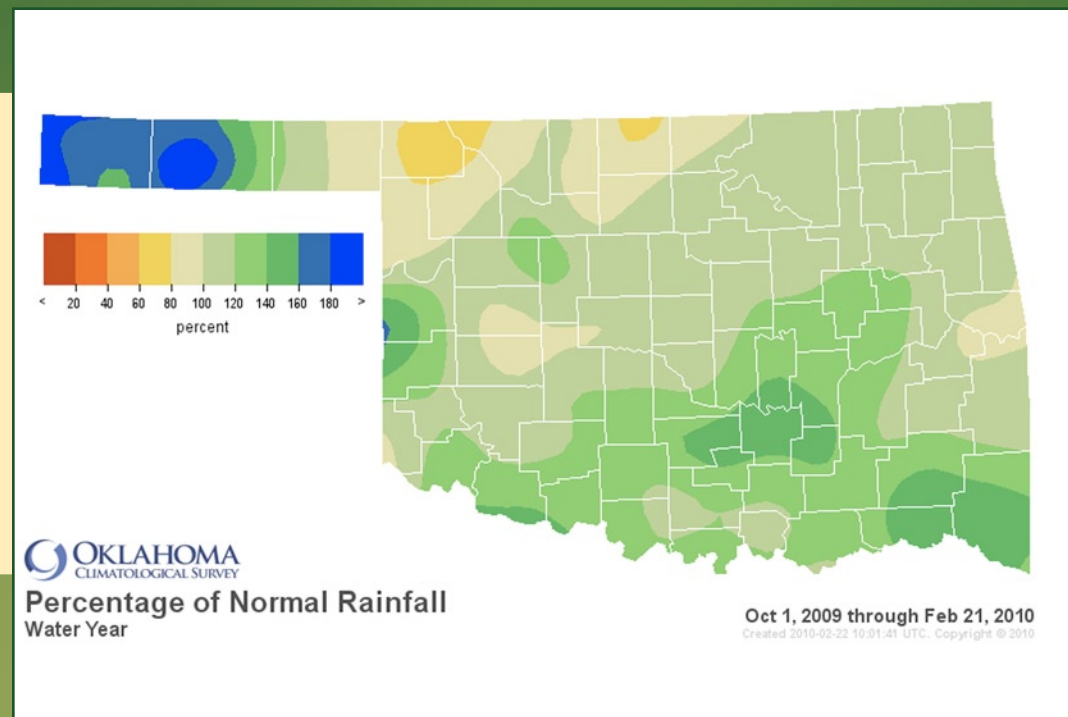 < 20 40 60 80 100 120 140 160 180 >
percent
OKLAHOMA
CLIMATOLOGICAL SURVEY
Percentage of Normal Rainfall
Water Year
Oct 1, 2009 through Feb 21, 2010
Created 2010-02-22 10:01:41 UTC. Copyright © 2010